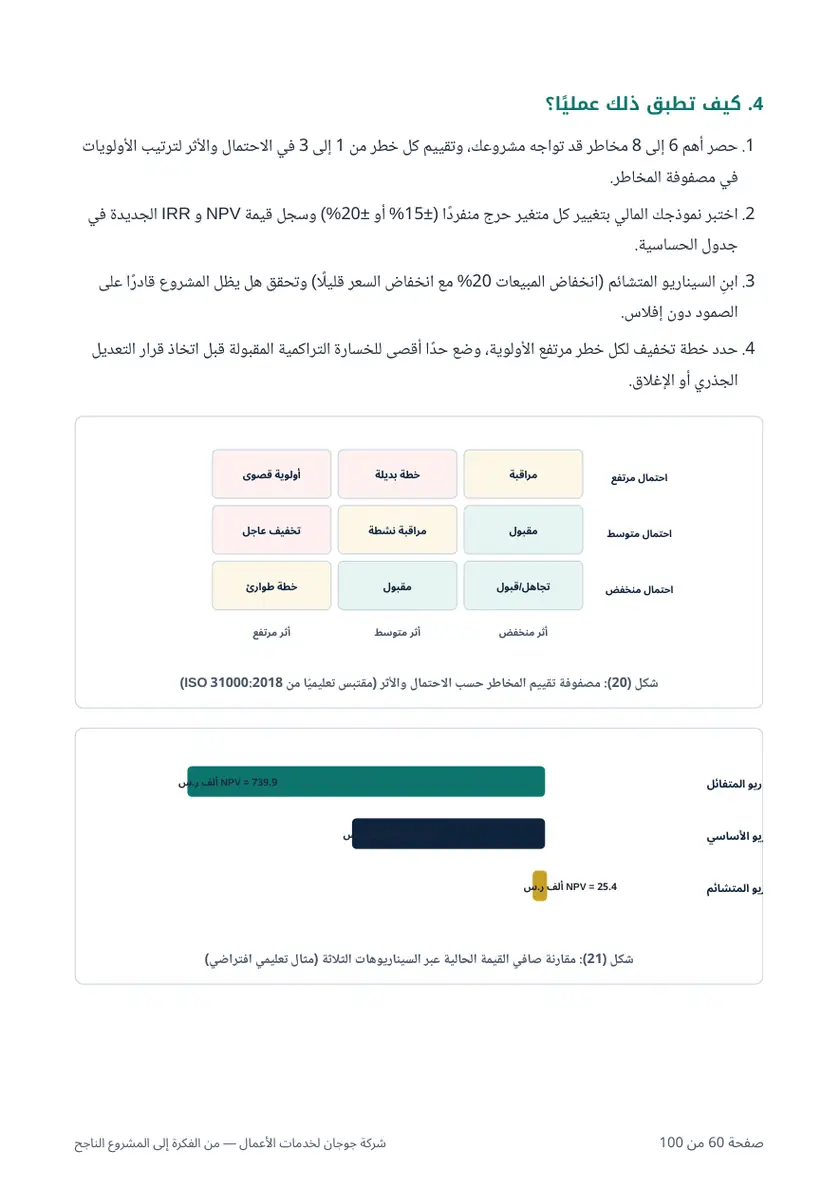 4. كيف تطبق ذلك عمليًا؟
1. حصر أهم 6 إلى 8 مخاطر قد تواجه مشروعك، وتقييم كل خطر من 1 إلى 3 في الاحتمال والأثر لترتيب الأولويات
في مصفوفة المخاطر.
2. اختبر نموذجك المالي بتغيير كل متغير حرج منفردًا (±15% أو ±20%) وسجل قيمة NPV و IRR الجديدة في
جدول الحساسية.
3. ابنِ السيناريو المتشائم (انخفاض المبيعات 20% مع انخفاض السعر قليلًا) وتحقق هل يظل المشروع قادرًا على
الصمود دون إفلاس.
4. حدد خطة تخفيف لكل خطر مرتفع الأولوية، وضع حدًا أقصى للخسارة التراكمية المقبولة قبل اتخاذ قرار التعديل
الجذري أو الإغلاق.
احتمال مرتفع مراقبة خطة بديلة أولوية قصوى
احتمال متوسط مقبول مراقبة نشطة تخفيف عاجل
احتمال منخفض تجاهل/قبول مقبول خطة طوارئ
أثر منخفض أثر متوسط أثر مرتفع
شكل (20): مصفوفة تقييم المخاطر حسب الاحتمال والأثر (مقتبس تعليميًا من ISO 31000:2018)
ريو المتفائل NPV = 739.9 ألف ر.س
ريو الأساسي
ريو المتشائم NPV = 25.4 ألف ر.س
شكل (21): مقارنة صافي القيمة الحالية عبر السيناريوهات الثلاثة (مثال تعليمي افتراضي)
صفحة 60 من 100 شركة جوجان لخدمات الأعمال — من الفكرة إلى المشروع الناجح